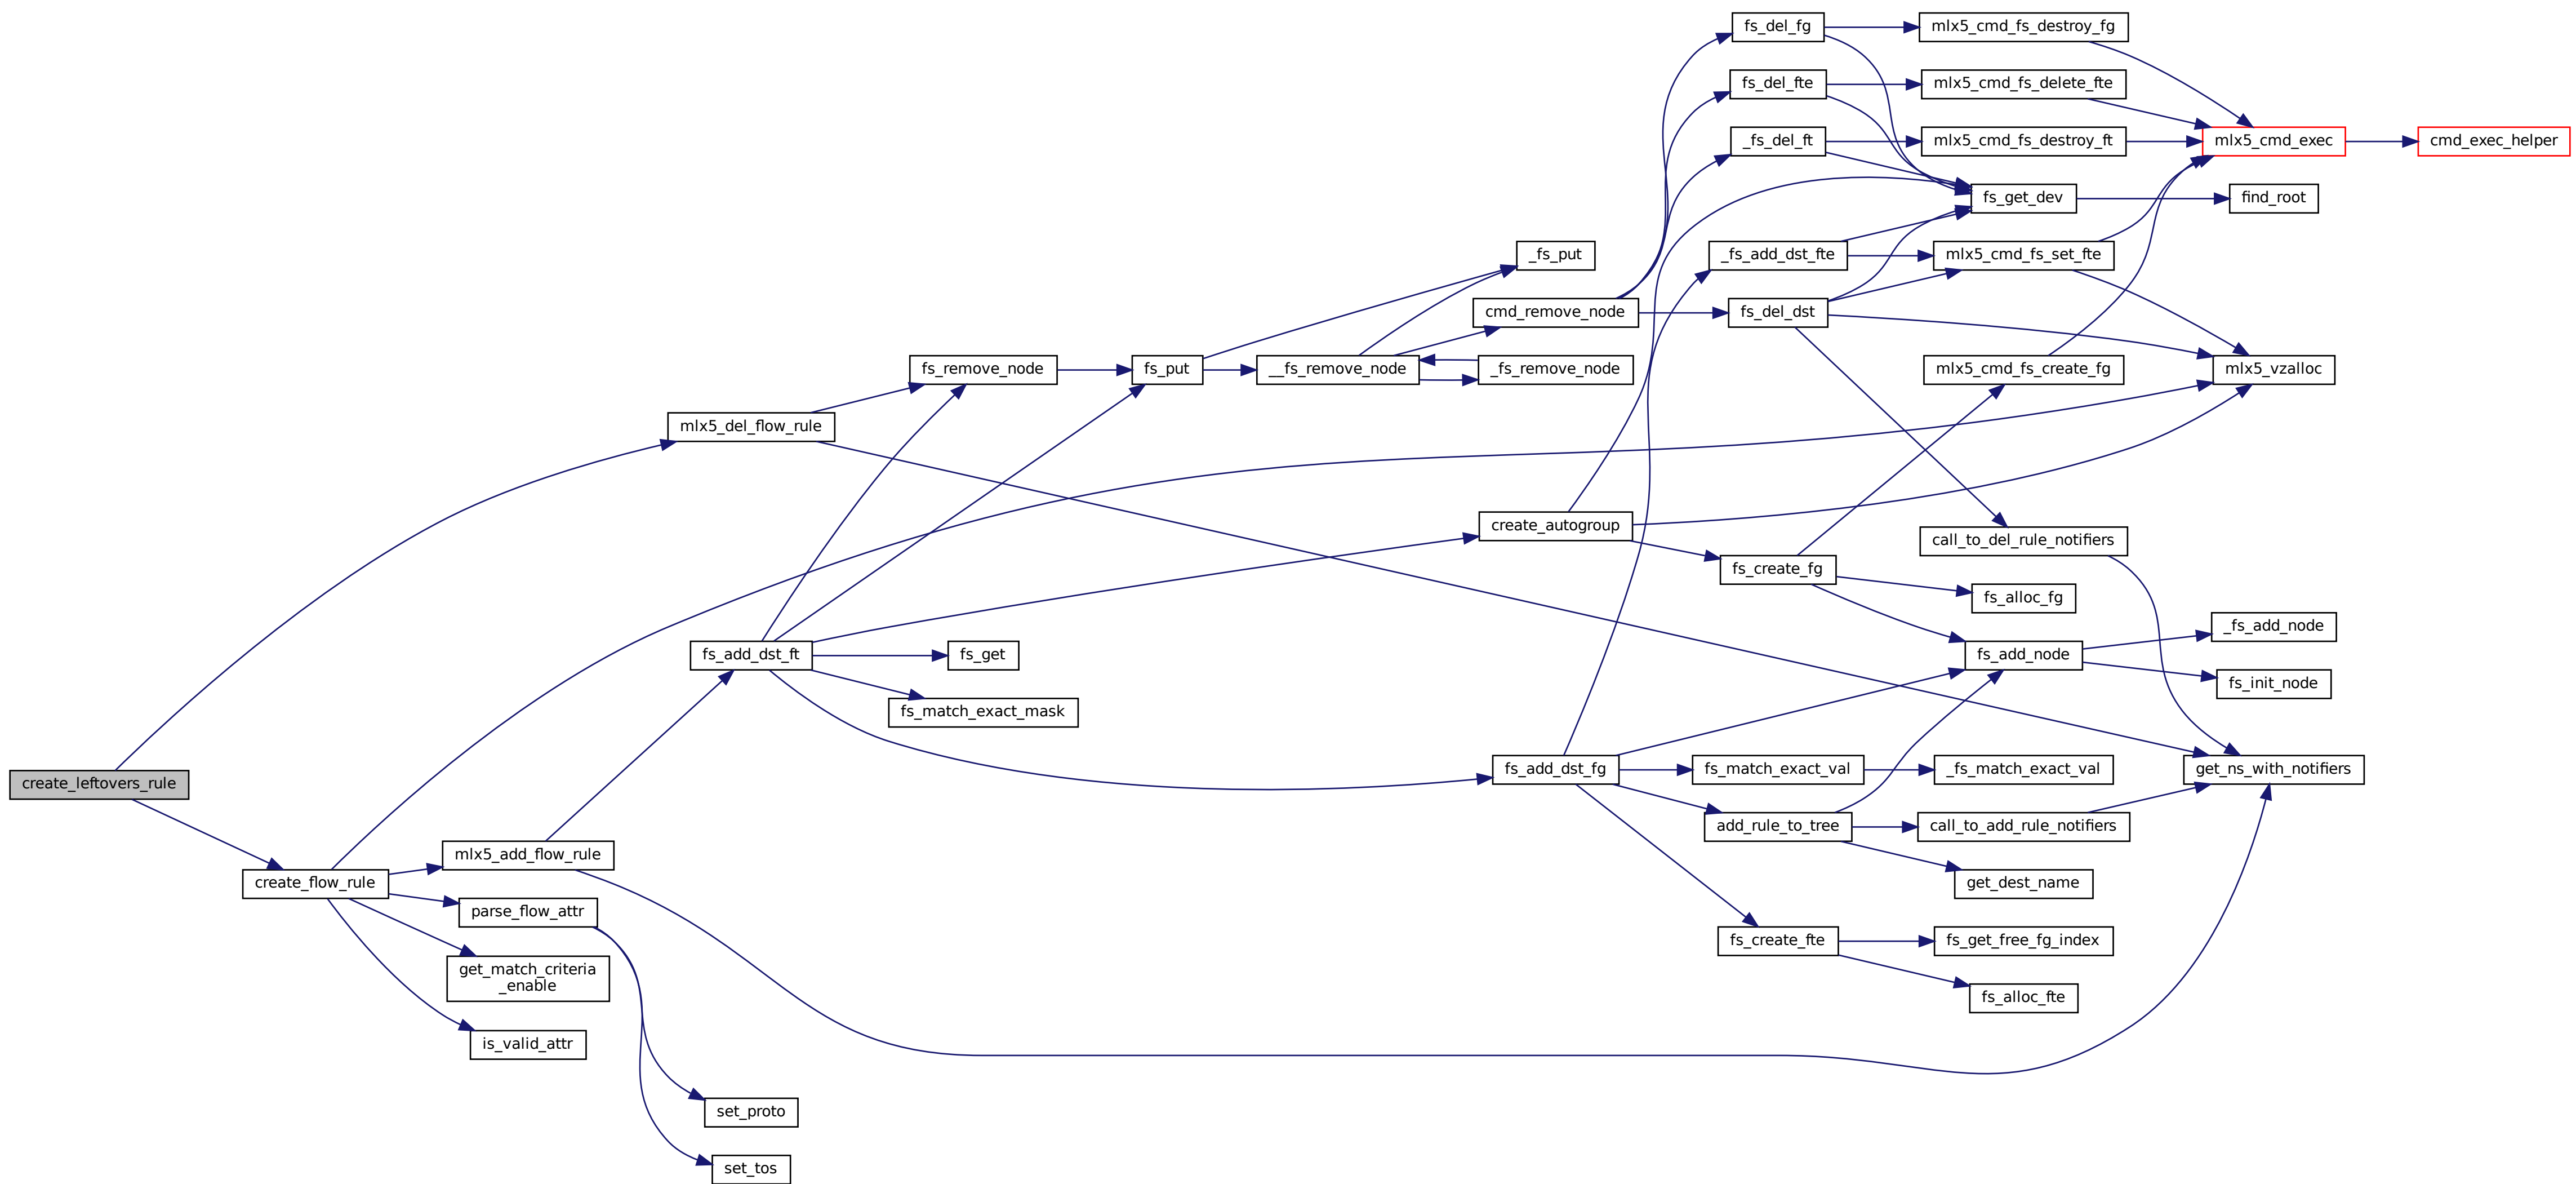 fs_del_fg
mlx5_cmd_fs_destroy_fg
fs_del_fte
mlx5_cmd_fs_delete_fte
_fs_del_ft
mlx5_cmd_fs_destroy_ft
mlx5_cmd_exec
cmd_exec_helper
fs_get_dev
find_root
_fs_put
_fs_add_dst_fte
mlx5_cmd_fs_set_fte
cmd_remove_node
fs_del_dst
fs_remove_node
fs_put
__fs_remove_node
_fs_remove_node
mlx5_cmd_fs_create_fg
mlx5_vzalloc
mlx5_del_flow_rule
create_autogroup
call_to_del_rule_notifiers
fs_create_fg
fs_alloc_fg
_fs_add_node
fs_add_dst_ft
fs_get
fs_add_node
fs_init_node
fs_match_exact_mask
create_leftovers_rule
fs_add_dst_fg
fs_match_exact_val
_fs_match_exact_val
get_ns_with_notifiers
add_rule_to_tree
call_to_add_rule_notifiers
mlx5_add_flow_rule
create_flow_rule
get_dest_name
parse_flow_attr
fs_create_fte
fs_get_free_fg_index
get_match_criteria
_enable
fs_alloc_fte
is_valid_attr
set_proto
set_tos